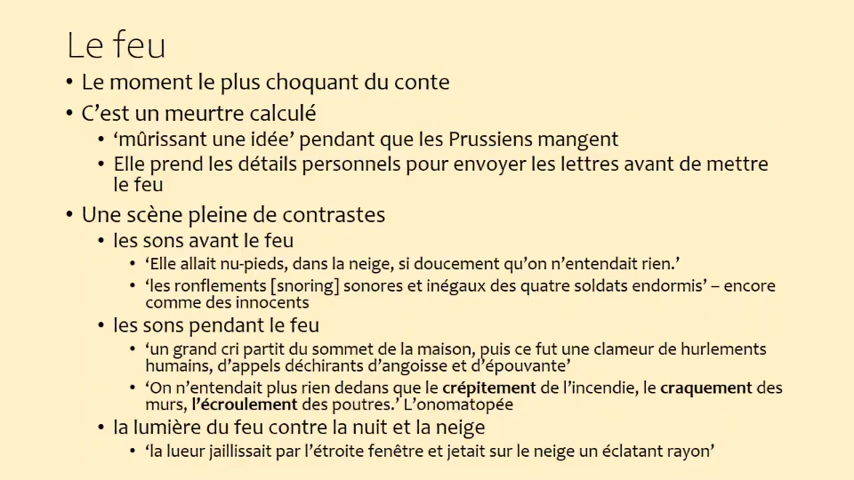 Le feu
• Le moment le plus choquant du conte
• C’est un meurtre calculé
• ‘mûrissant une idée’ pendant que les Prussiens mangent
• Elle prend les détails personnels pour envoyer les lettres avant de mettre
le feu
• Une scène pleine de contrastes
• les sons avant le feu
• ‘Elle allait nu-pieds, dans la neige, si doucement qu’on n’entendait rien.’
• ‘les ronflements [snoring] sonores et inégaux des quatre soldats endormis’ – encore
comme des innocents
• les sons pendant le feu
• ‘un grand cri partit du sommet de la maison, puis ce fut une clameur de hurlements
humains, d’appels déchirants d’angoisse et d’épouvante’
• ‘On n’entendait plus rien dedans que le crépitement de l’incendie, le craquement des
murs, l’écroulement des poutres.’ L’onomatopée
• la lumière du feu contre la nuit et la neige
• ‘la lueur jaillissait par l’étroite fenêtre et jetait sur le neige un éclatant rayon’